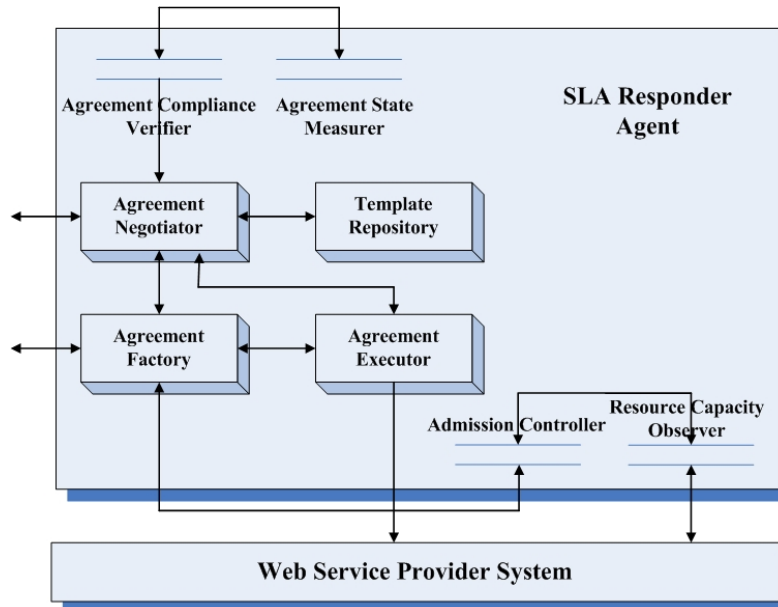 Agreement Compliance
Verifier
Agreement State
Measurer
SLA Responder
Agent
Agreement
Negotiator
Template
Repository
Agreement
Factory
Agreement
Executor
Admission Controller
Resource Capacity
Observer
Web Service Provider System